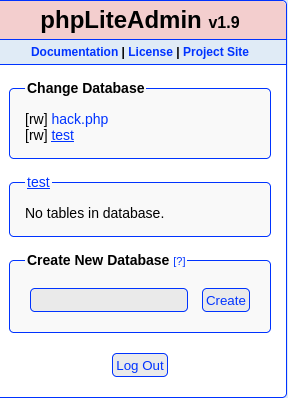 phpLiteAdmin v1.9
Documentation | License | Project Site
Change Database
[rw] hack.php
[rw] test
test
No tables in database.
Create New Database [?]
Create
Log Out